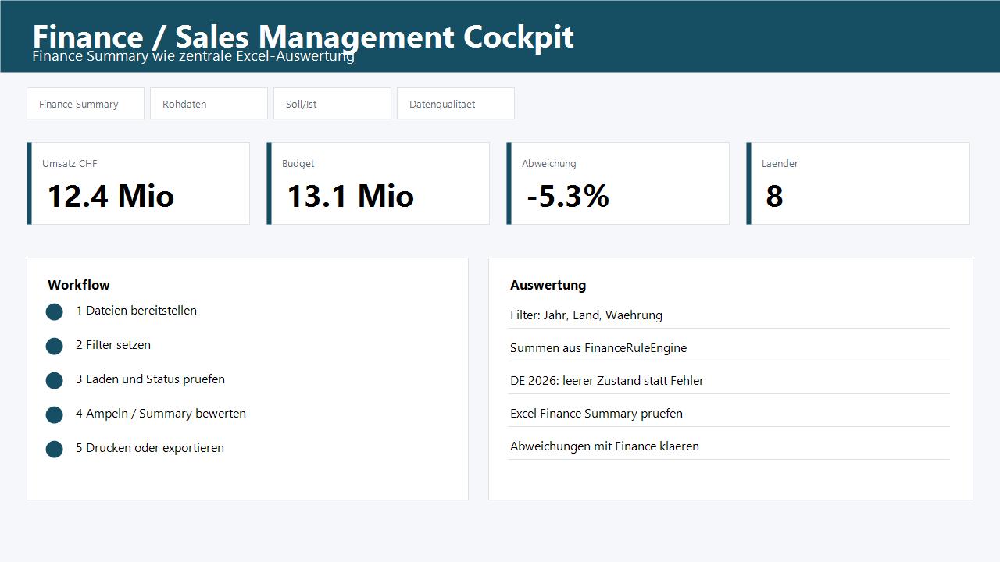 Finance / Sales Management Cockpit
Finance Summary wie zentrale Excel-Auswertung
Finance Summary
Rohdaten
Soll/Ist
Datenqualitaet
Umsatz CHF
12.4 Mio
Budget
13.1 Mio
Abweichung
-5.3%
Laender
8
Workflow
1 Dateien bereitstellen
2 Filter setzen
3 Laden und Status pruefen
4 Ampeln / Summary bewerten
5 Drucken oder exportieren
Auswertung
Filter: Jahr, Land, Waehrung
Summen aus FinanceRuleEngine
DE 2026: leerer Zustand statt Fehler
Excel Finance Summary pruefen
Abweichungen mit Finance klaeren